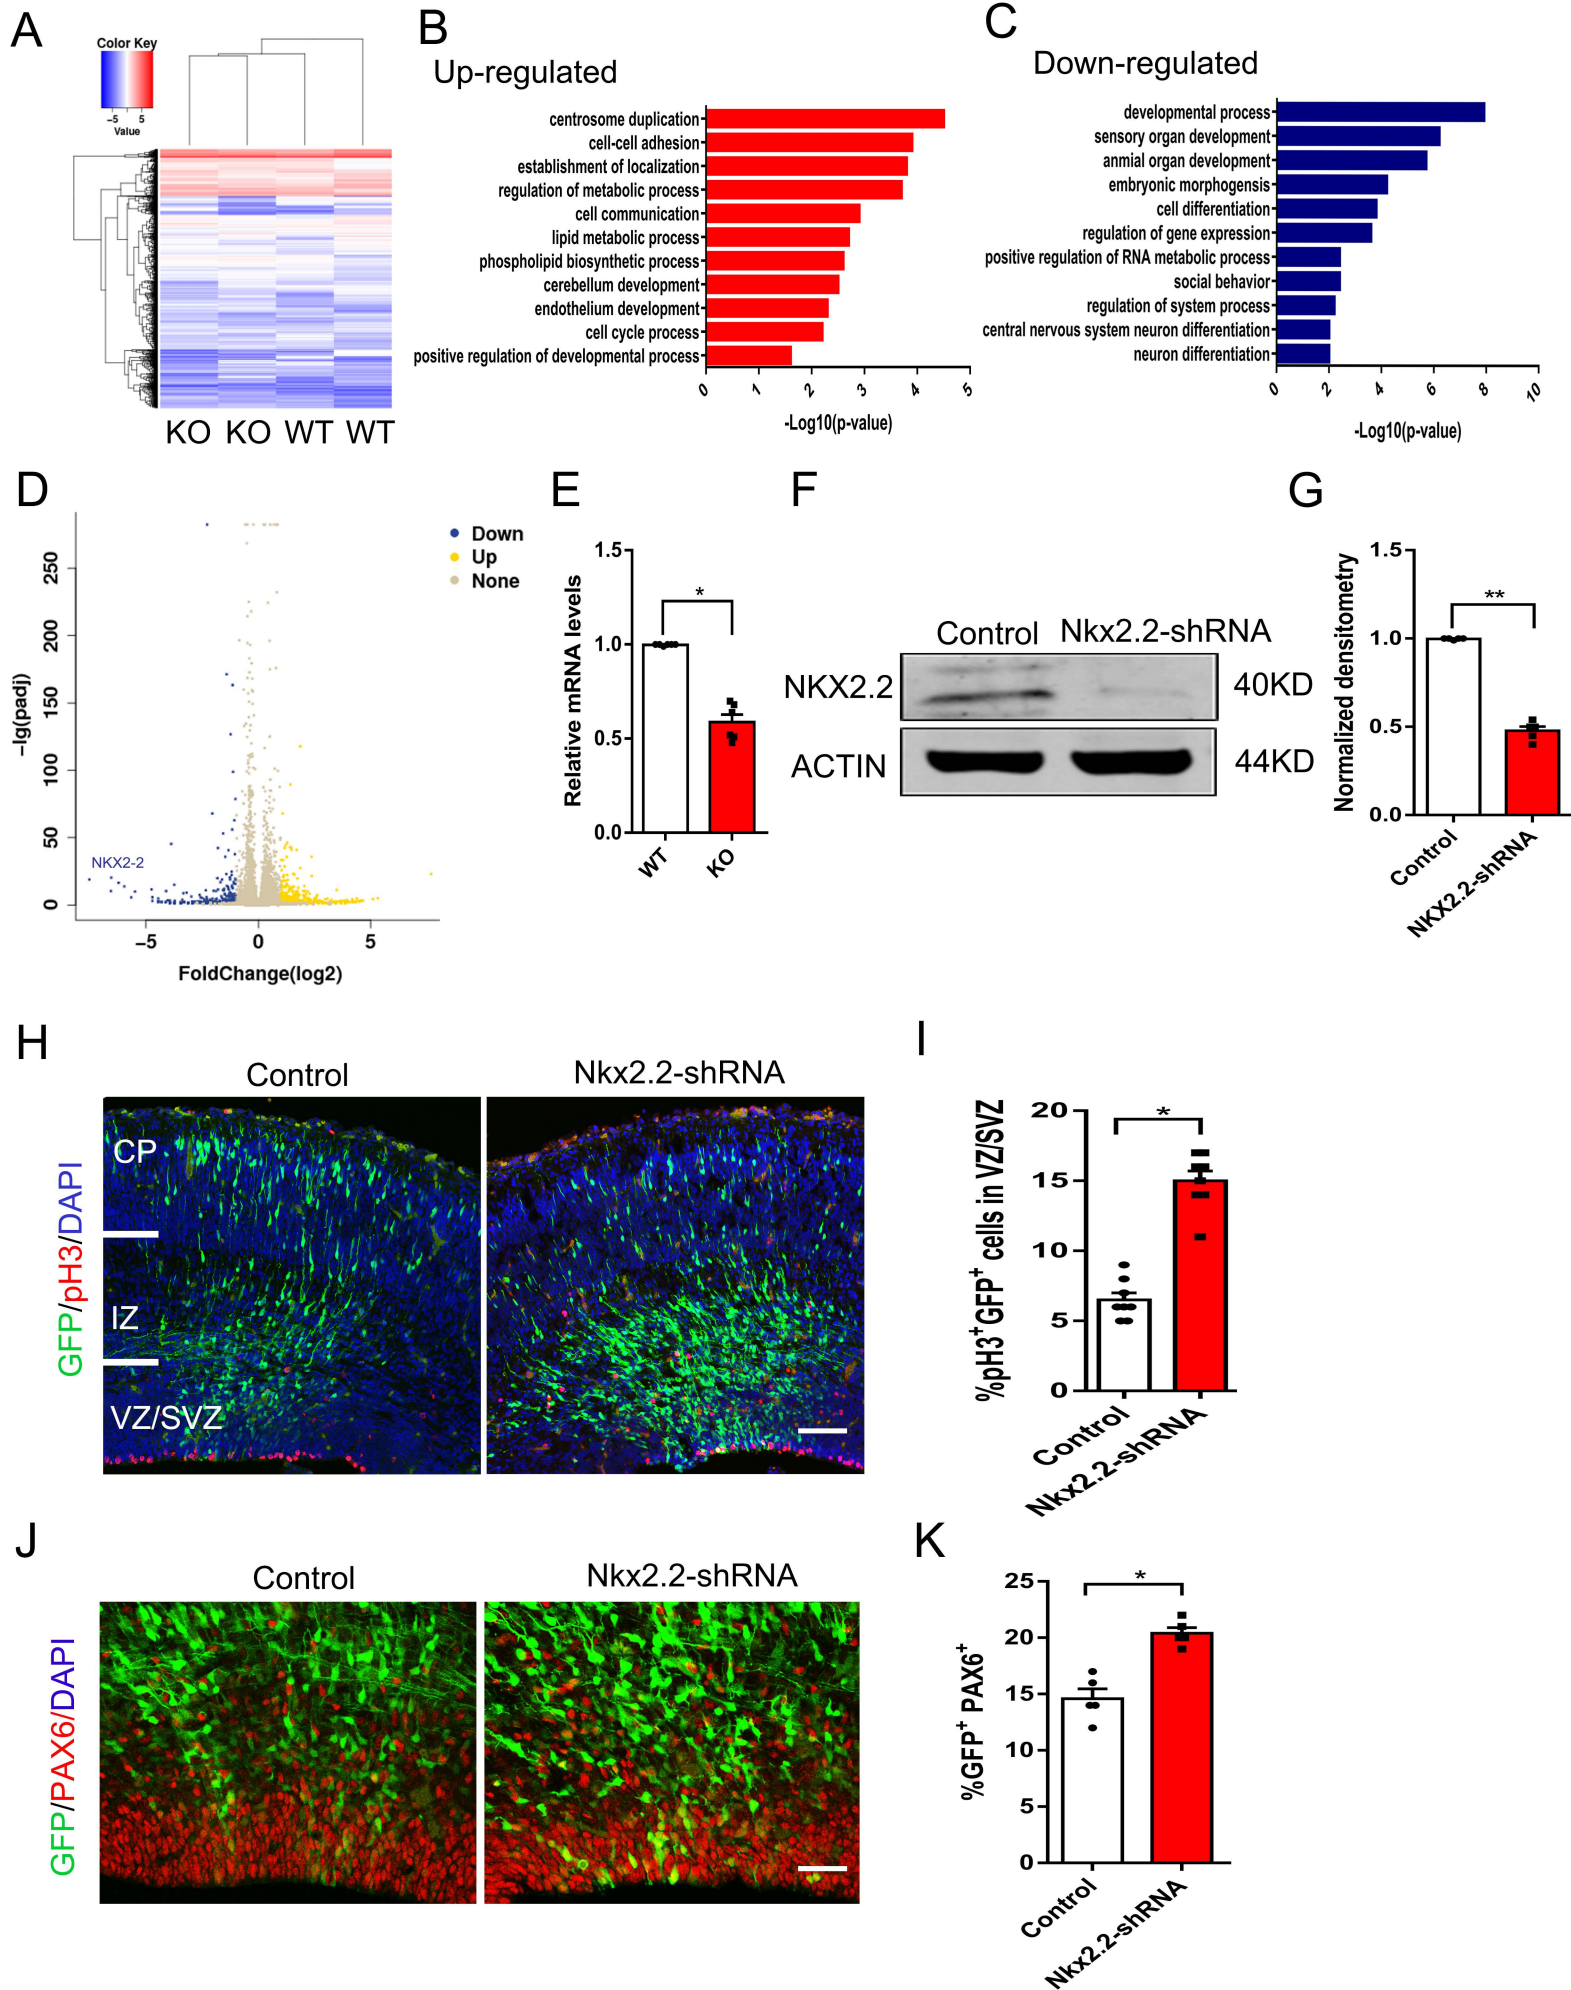 A
Color Key
−5 5
Value
KO KO WT WT
B
Up-regulated
centrosome duplication
cell-cell adhesion
establishment of localization
regulation of metabolic process
cell communication
lipid metabolic process
phospholipid biosynthetic process
cerebellum development
endothelium development
cell cycle process
positive regulation of developmental process
0 1 2 3 4 5
-Log10(p-value)
C
Down-regulated
developmental process
sensory organ development
anmial organ development
embryonic morphogensis
cell differentiation
regulation of gene expression
positive regulation of RNA metabolic process
social behavior
regulation of system process
central nervous system neuron differentiation
neuron differentiation
0 2 4 6 8 10
-Log10(p-value)
D
−lg(padj)
250
200
150
100
50
0
NKX2-2
−5 0 5
FoldChange(log2)
Down
Up
None
E
Relative mRNA levels
1.5
1.0
0.5
0.0
*
WT KO
F
Control Nkx2.2-shRNA
NKX2.2 40KD
ACTIN 44KD
G
Normalized densitometry
1.5
1.0
0.5
0.0
**
Control
NKX2.2-shRNA
H
Control Nkx2.2-shRNA
GFP/pH3/DAPI
CP
IZ
VZ/SVZ
I
%pH3+GFP+ cells in VZ/SVZ
20
15
10
5
0
*
Control
Nkx2.2-shRNA
J
Control Nkx2.2-shRNA
GFP/PAX6/DAPI
K
%GFP+ PAX6+
25
20
15
10
5
0
*
Control
Nkx2.2-shRNA